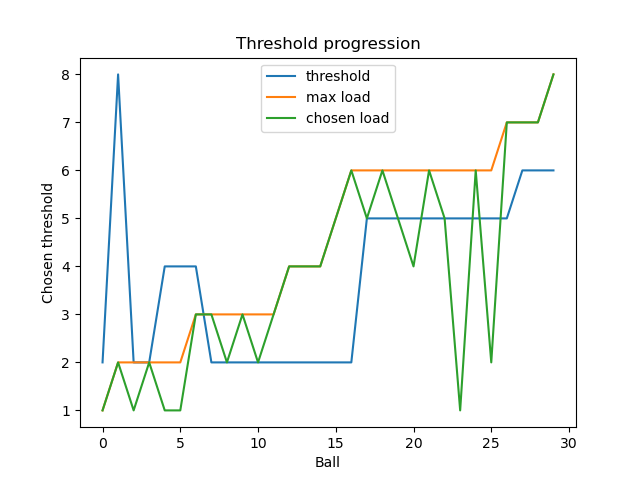 Threshold progression
threshold
max load
chosen load
Chosen threshold
8
7
6
5
4
3
2
1
0 5 10 15 20 25 30
Ball